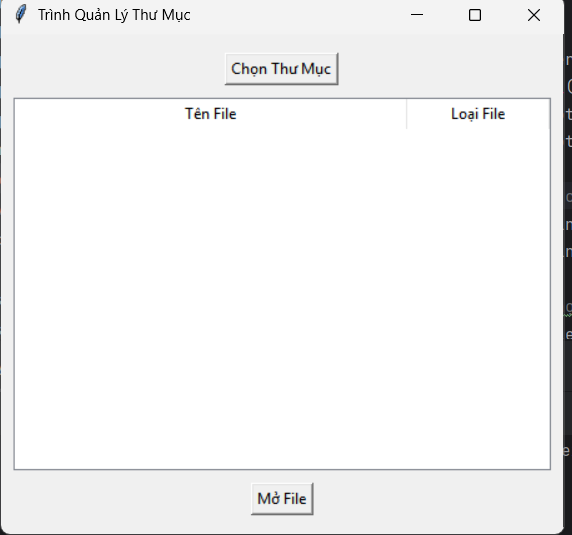 Trình Quản Lý Thư Mục
Chọn Thư Mục
Tên File Loại File
Mở File